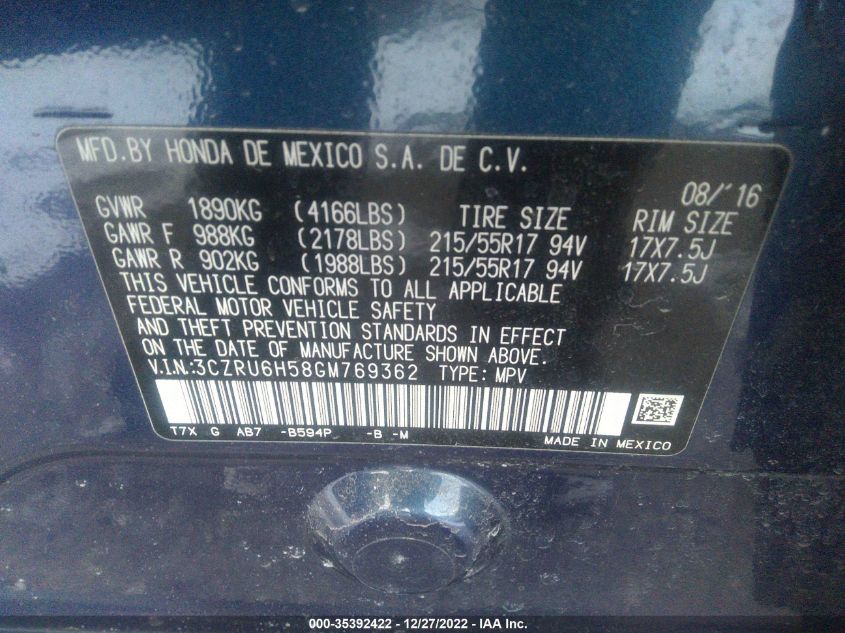 MFD.BY HONDA DE MEXICO S.A. DE C.V.
08/'16
GVWR 1890KG (4166LBS) TIRE SIZE RIM SIZE
GAWR F 988KG (2178LBS) 215/55R17 94V 17X7.5J
GAWR R 902KG (1988LBS) 215/55R17 94V 17X7.5J
THIS VEHICLE CONFORMS TO ALL APPLICABLE
FEDERAL MOTOR VEHICLE SAFETY
AND THEFT PREVENTION STANDARDS IN EFFECT
ON THE DATE OF MANUFACTURE SHOWN ABOVE.
V.I.N.:3CZRU6H58GM769362 TYPE: MPV
T7X G AB7 -B594P -B -M MADE IN MEXICO
000-35392422 - 12/27/2022 - IAA Inc.